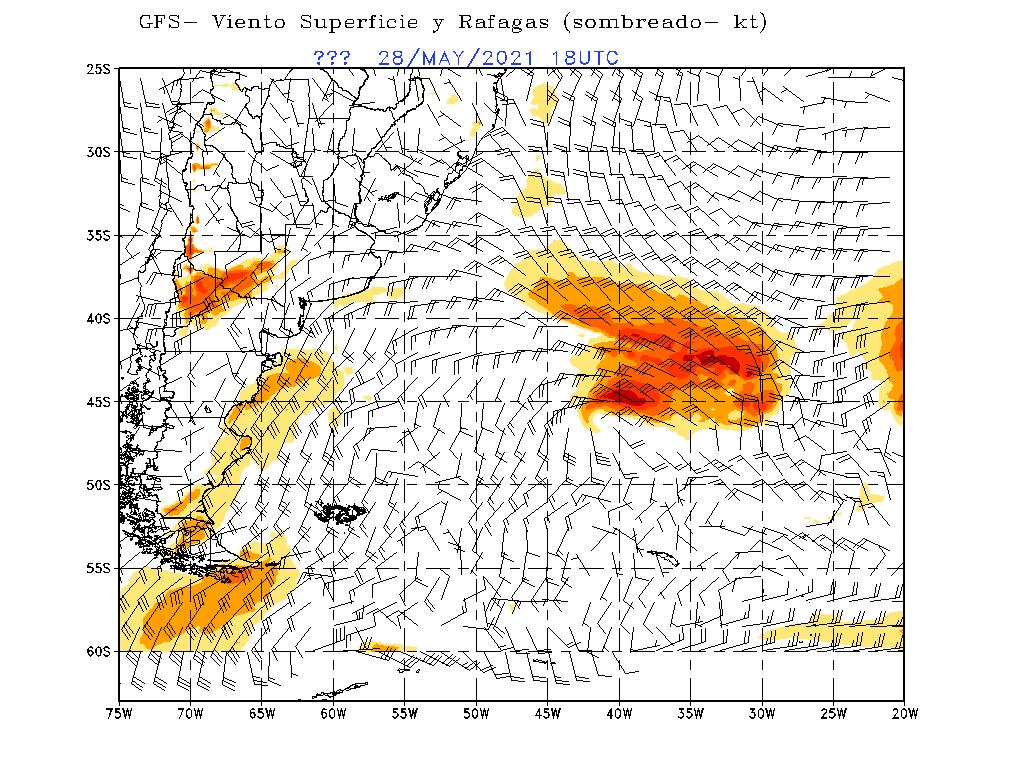 GFS− Viento Superficie y Rafagas (sombreado− kt)
??? 28/MAY/2021 18UTC
25S
30S
35S
40S
45S
50S
55S
60S
75W 70W 65W 60W 55W 50W 45W 40W 35W 30W 25W 20W